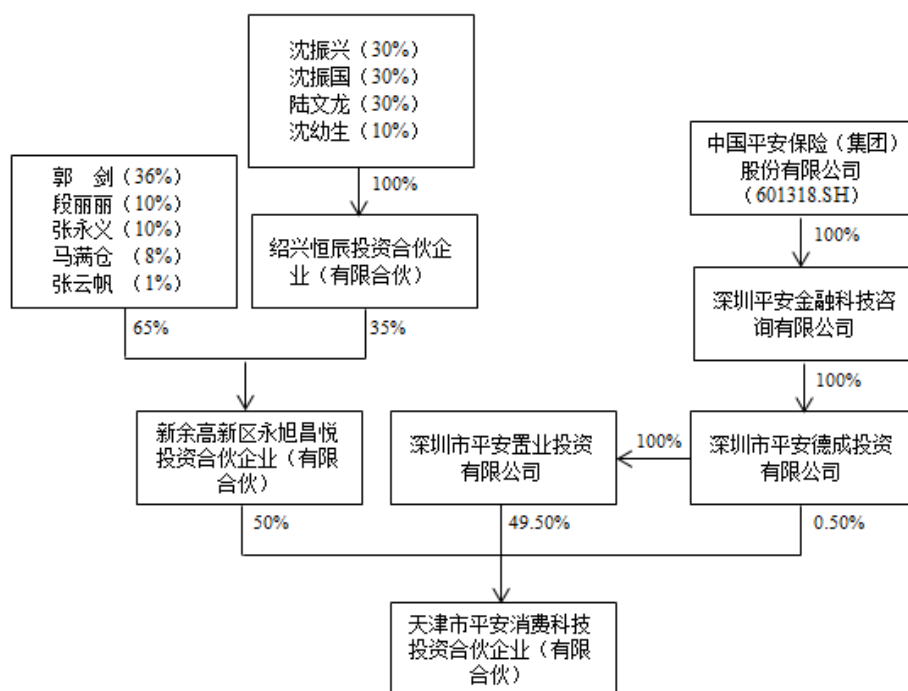 沈振兴（30%）
沈振国（30%）
陆文龙（30%）
沈幼生（10%）
中国平安保险（集团）
股份有限公司
（601318.SH）
郭　剑（36%）
段丽丽（10%）
张永义（10%）
马满仓 （8%）
张云帆 （1%）
100%
100%
绍兴恒辰投资合伙企
业（有限合伙）
深圳平安金融科技咨
询有限公司
65%
35%
100%
新余高新区永旭昌悦
投资合伙企业（有限
合伙）
深圳市平安置业投资
有限公司
100%
深圳市平安德成投资
有限公司
50%
49.50%
0.50%
天津市平安消费科技
投资合伙企业（有限
合伙）